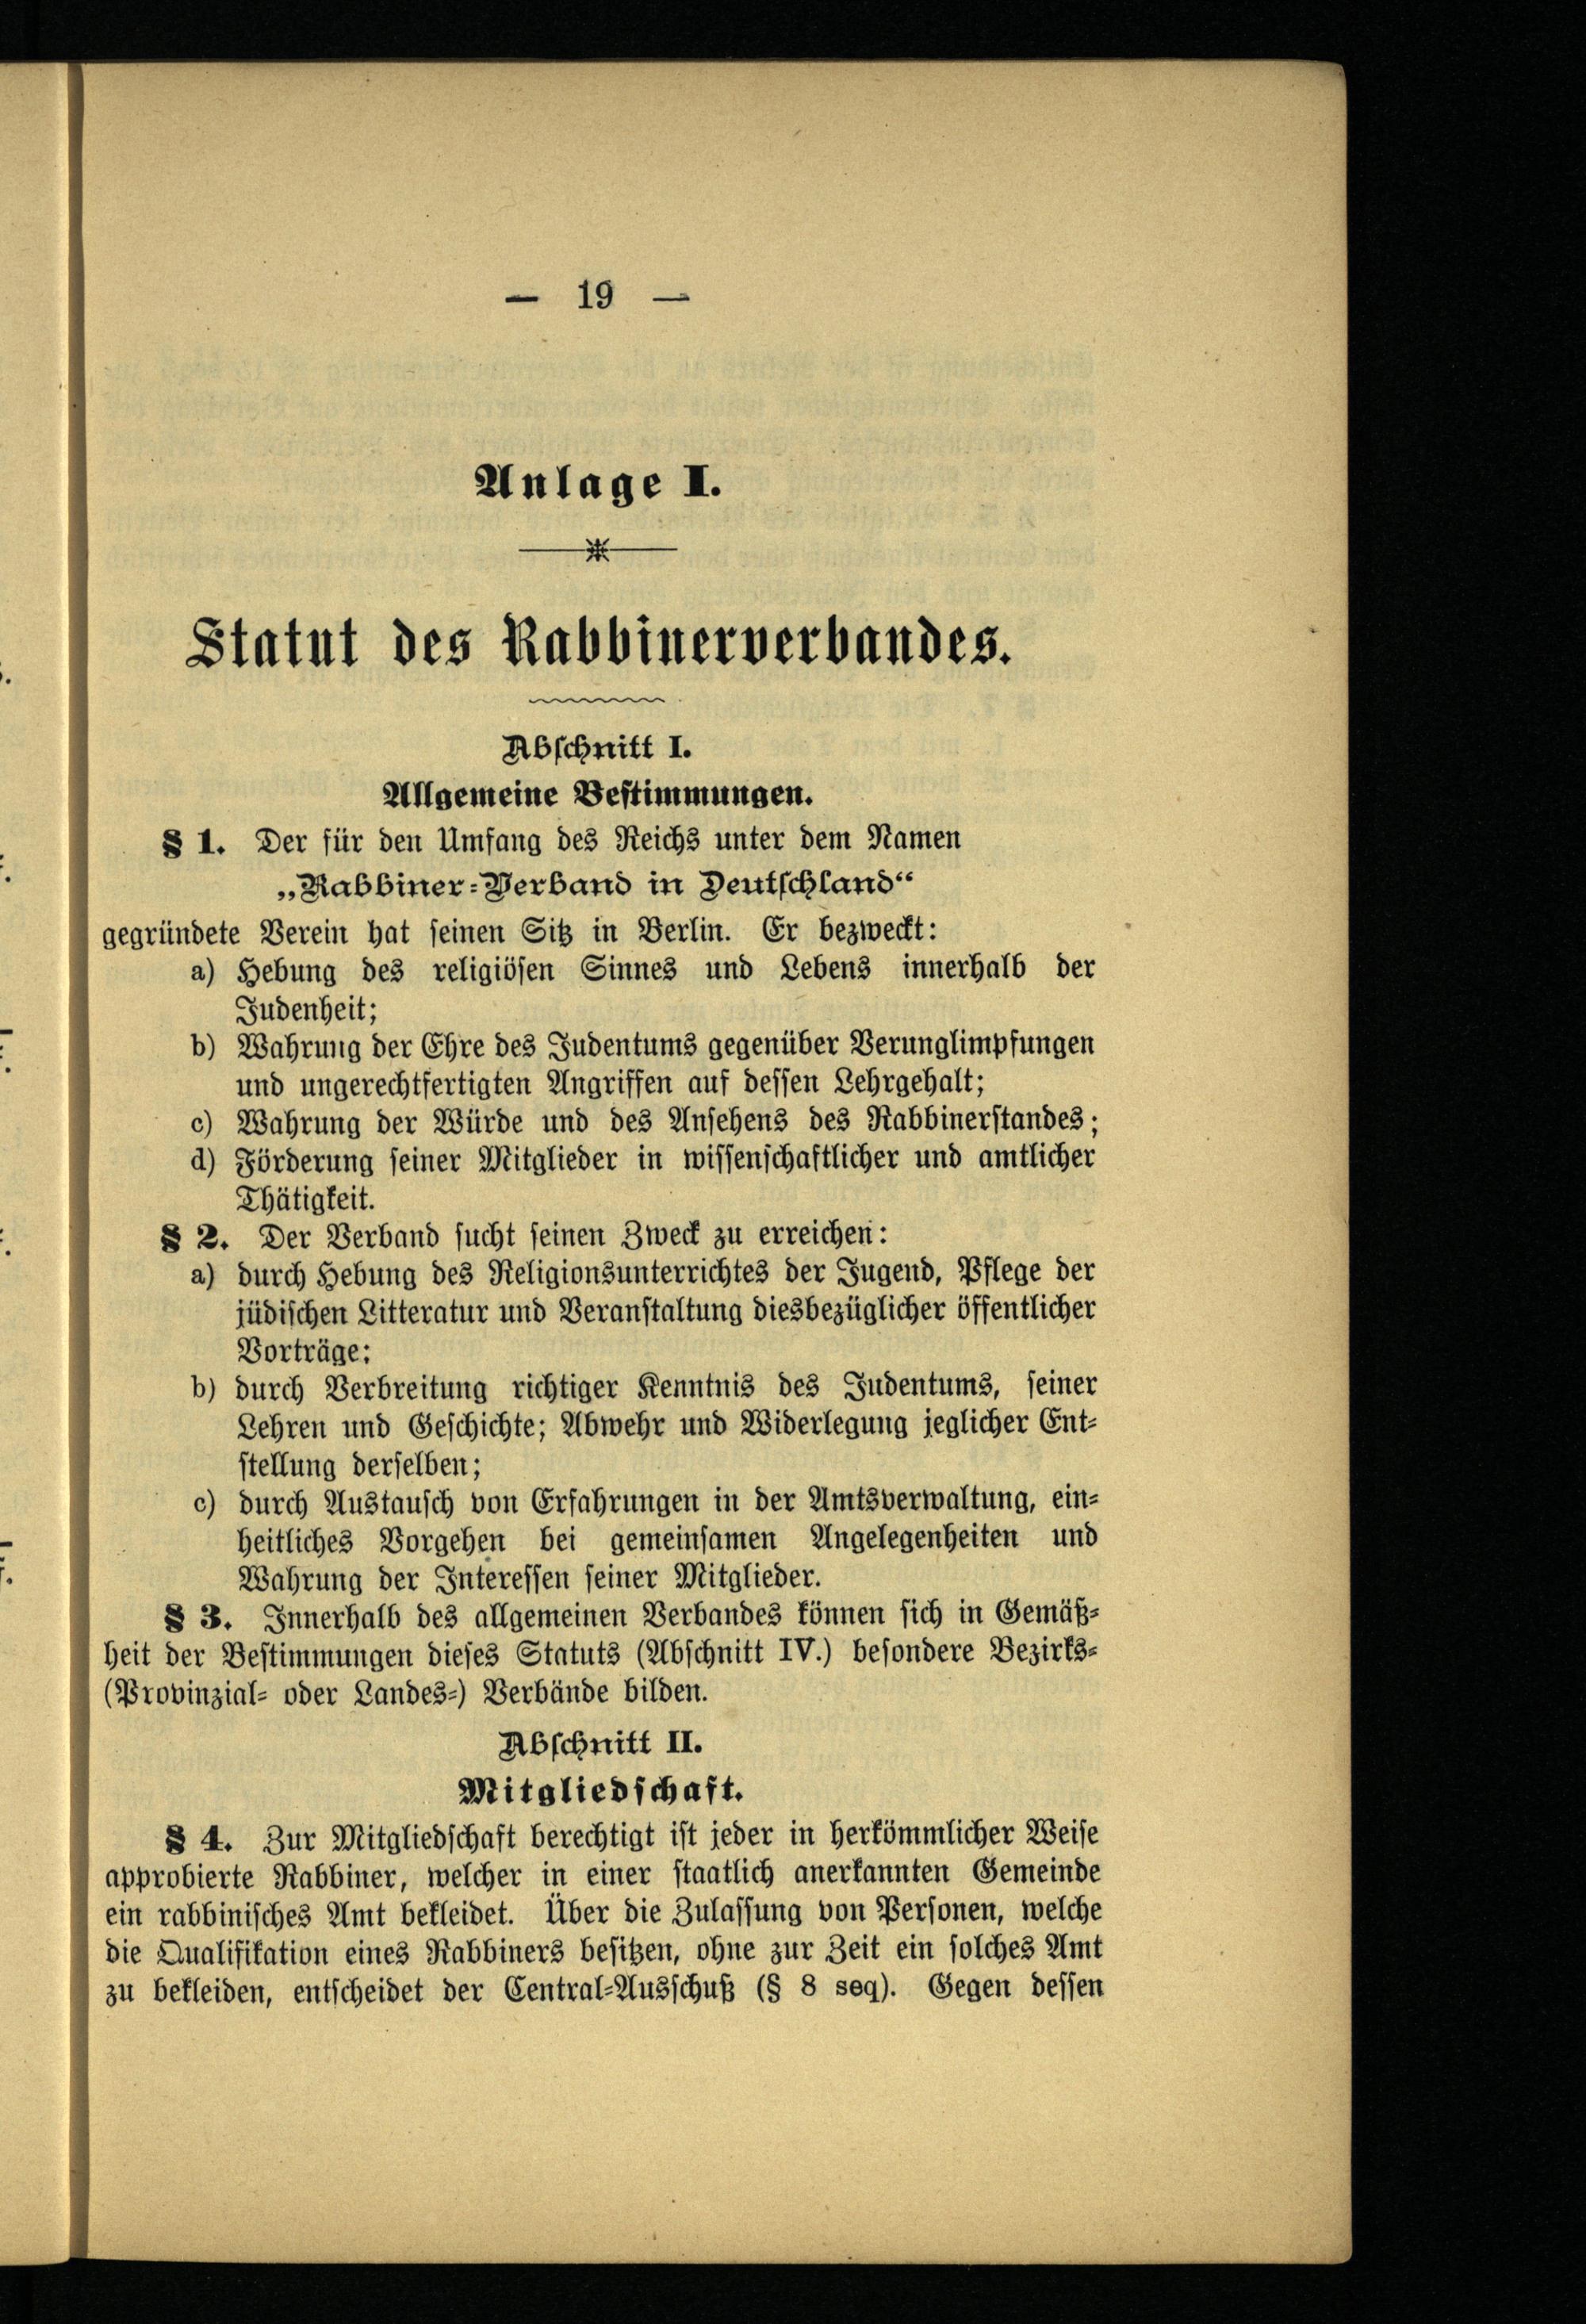 — 19 —
Anlage I.
Statut des Rabbinerverbandes.
Abschnitt I.
Allgemeine Bestimmungen.
§ 1. Der für den Umfang des Reichs unter dem Namen
„Rabbiner-Verband in Deutschland“
gegründete Verein hat seinen Sitz in Berlin. Er bezweckt:
a) Hebung des religiösen Sinnes und Lebens innerhalb der
Judenheit;
b) Wahrung der Ehre des Judentums gegenüber Verunglimpfungen
und ungerechtfertigten Angriffen auf dessen Lehrgehalt;
c) Wahrung der Würde und des Ansehens des Rabbinerstandes;
d) Förderung seiner Mitglieder in wissenschaftlicher und amtlicher
Thätigkeit.
§ 2. Der Verband sucht seinen Zweck zu erreichen:
a) durch Hebung des Religionsunterrichtes der Jugend, Pflege der
jüdischen Litteratur und Veranstaltung diesbezüglicher öffentlicher
Vorträge;
b) durch Verbreitung richtiger Kenntnis des Judentums, seiner
Lehren und Geschichte; Abwehr und Widerlegung jeglicher Ent-
stellung derselben;
c) durch Austausch von Erfahrungen in der Amtsverwaltung, ein-
heitliches Vorgehen bei gemeinsamen Angelegenheiten und
Wahrung der Interessen seiner Mitglieder.
§ 3. Innerhalb des allgemeinen Verbandes können sich in Gemäß-
heit der Bestimmungen dieses Statuts (Abschnitt IV.) besondere Bezirks-
(Provinzial- oder Landes-) Verbände bilden.
Abschnitt II.
Mitgliedschaft.
§ 4. Zur Mitgliedschaft berechtigt ist jeder in herkömmlicher Weise
approbierte Rabbiner, welcher in einer staatlich anerkannten Gemeinde
ein rabbinisches Amt bekleidet. Über die Zulassung von Personen, welche
die Qualifikation eines Rabbiners besitzen, ohne zur Zeit ein solches Amt
zu bekleiden, entscheidet der Central-Ausschuß (§ 8 seq). Gegen dessen